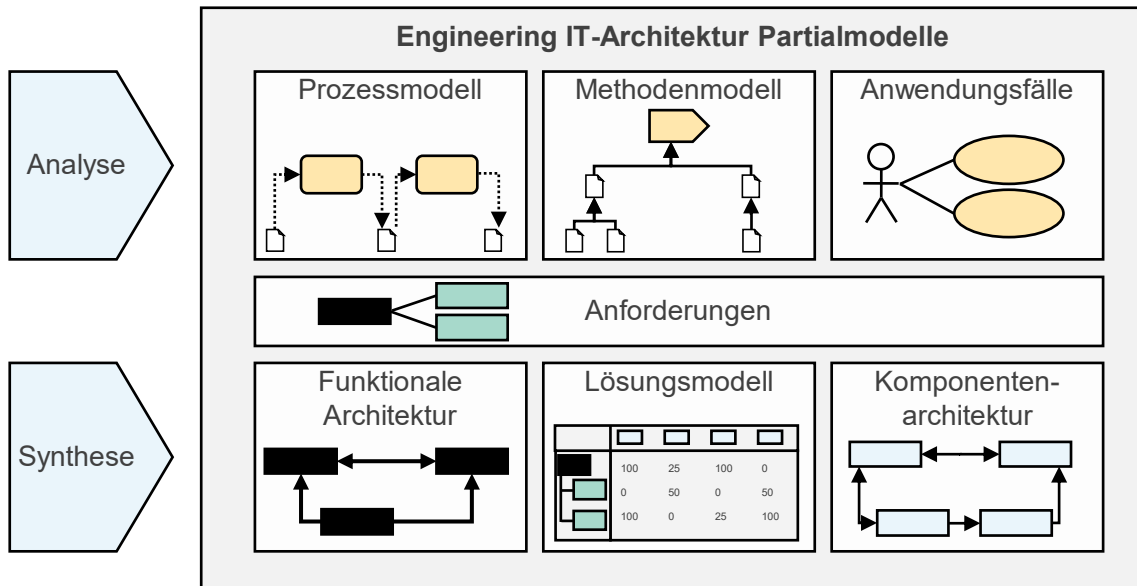 Engineering IT-Architektur Partialmodelle
Analyse
Prozessmodell
Methodenmodell
Anwendungsfälle
Anforderungen
Synthese
Funktionale
Architektur
Lösungsmodell
100 25 100 0
0 50 0 50
100 0 25 100
Komponenten-
architektur